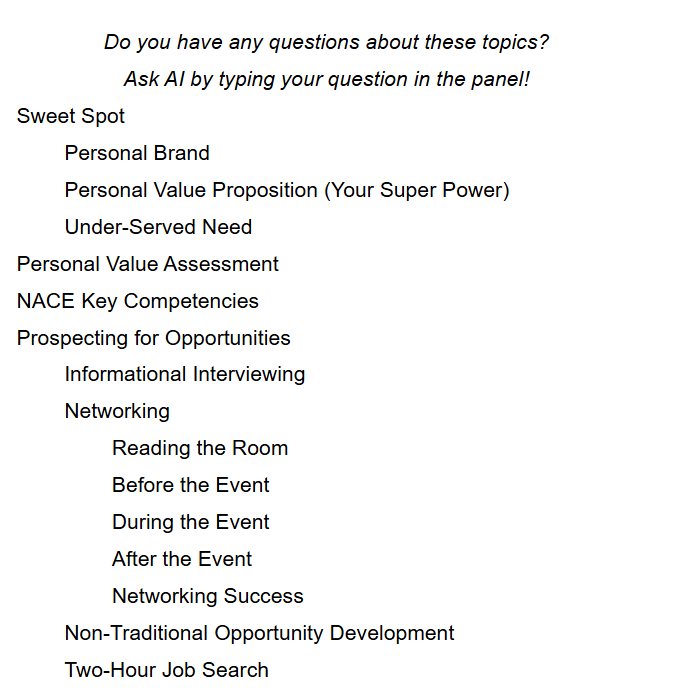 Do you have any questions about these topics?
Ask AI by typing your question in the panel!
Sweet Spot
Personal Brand
Personal Value Proposition (Your Super Power)
Under-Served Need
Personal Value Assessment
NACE Key Competencies
Prospecting for Opportunities
Informational Interviewing
Networking
Reading the Room
Before the Event
During the Event
After the Event
Networking Success
Non-Traditional Opportunity Development
Two-Hour Job Search